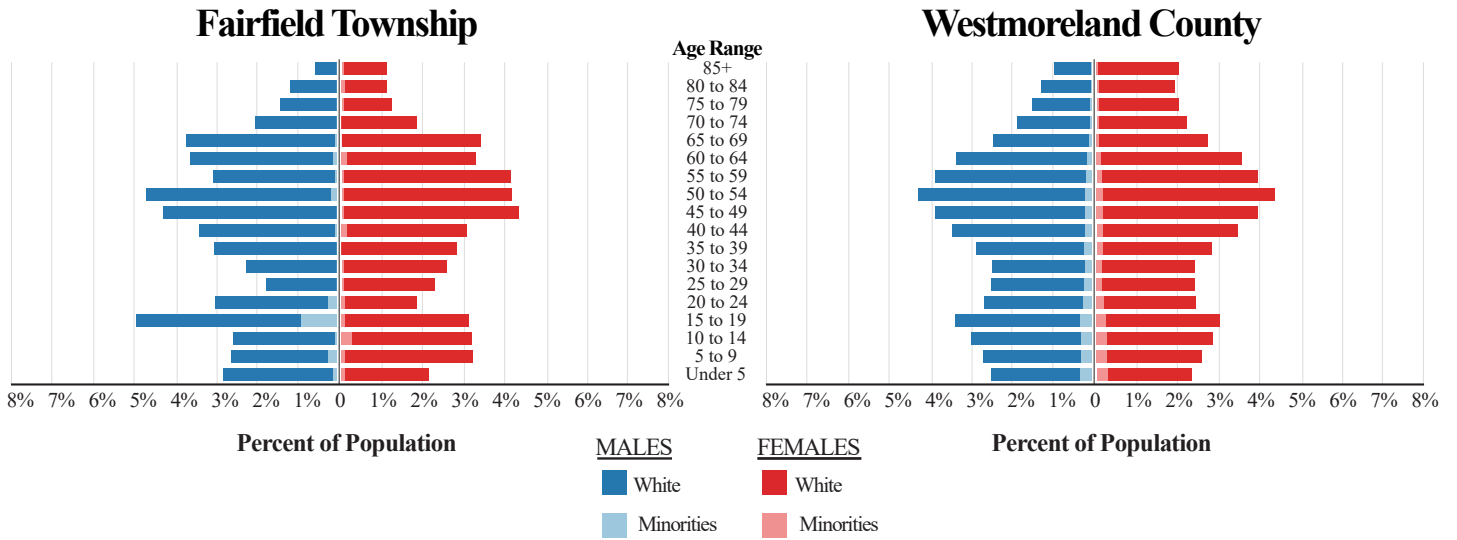 Fairfield Township
Westmoreland County
Age Range
85+
80 to 84
75 to 79
70 to 74
65 to 69
60 to 64
55 to 59
50 to 54
45 to 49
40 to 44
35 to 39
30 to 34
25 to 29
20 to 24
15 to 19
10 to 14
5 to 9
Under 5
8% 7% 6% 5% 4% 2% 1% 0 1% 2% 3% 4% 5% 6% 7% 8%
8% 7% 6% 5% 4% 2% 1% 0 1% 2% 3% 4% 5% 6% 7% 8%
Percent of Population
Percent of Population
MALES
FEMALES
White
White
Minorities
Minorities